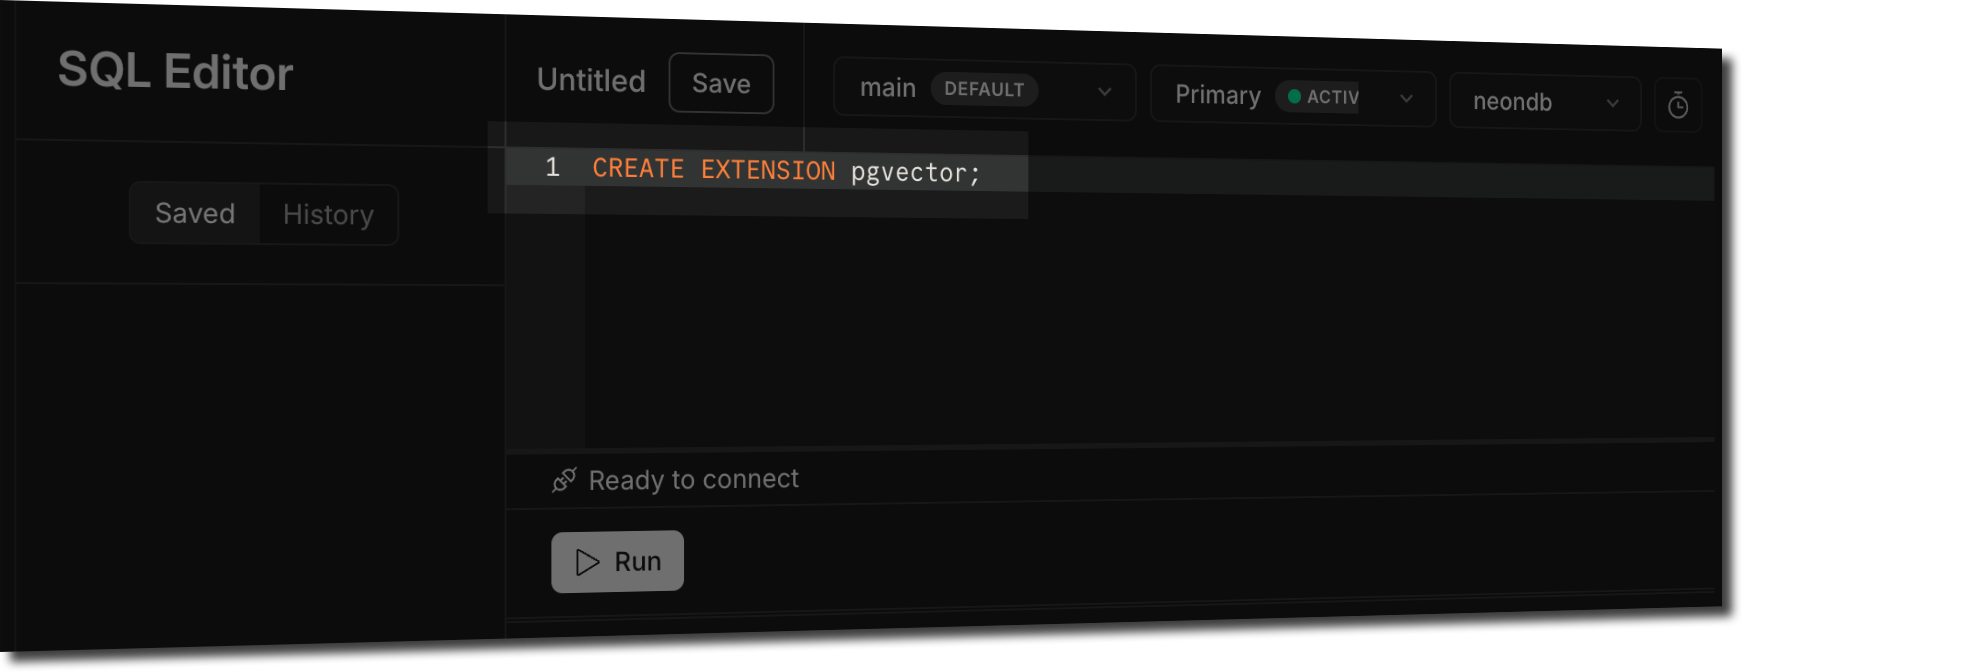 SQL Editor
Untitled
Save
main DEFAULT
Primary ACTIV
neondb
Saved
History
1 CREATE EXTENSION pgvector;
Ready to connect
Run